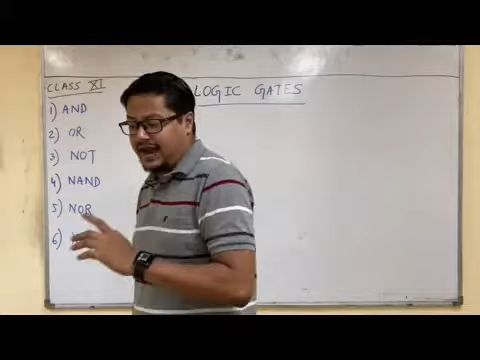 CLASS XI
LOGIC GATES
1) AND
2) OR
3) NOT
4) NAND
5) NOR
6)